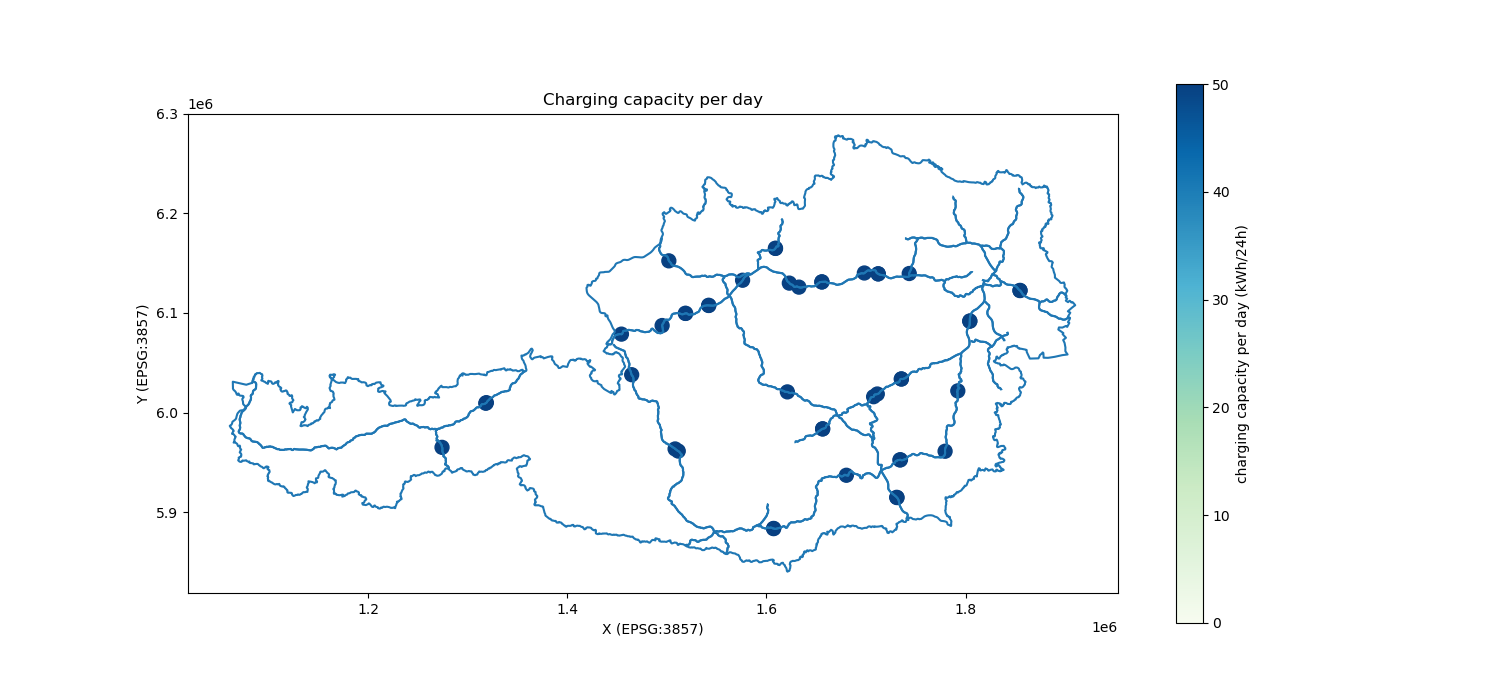 Charging capacity per day
1e6
6.3
6.2
6.1
6.0
5.9
Y (EPSG:3857)
1.2
1.4
1.6
1.8
1e6
X (EPSG:3857)
50
40
30
20
10
0
charging capacity per day (kWh/24h)